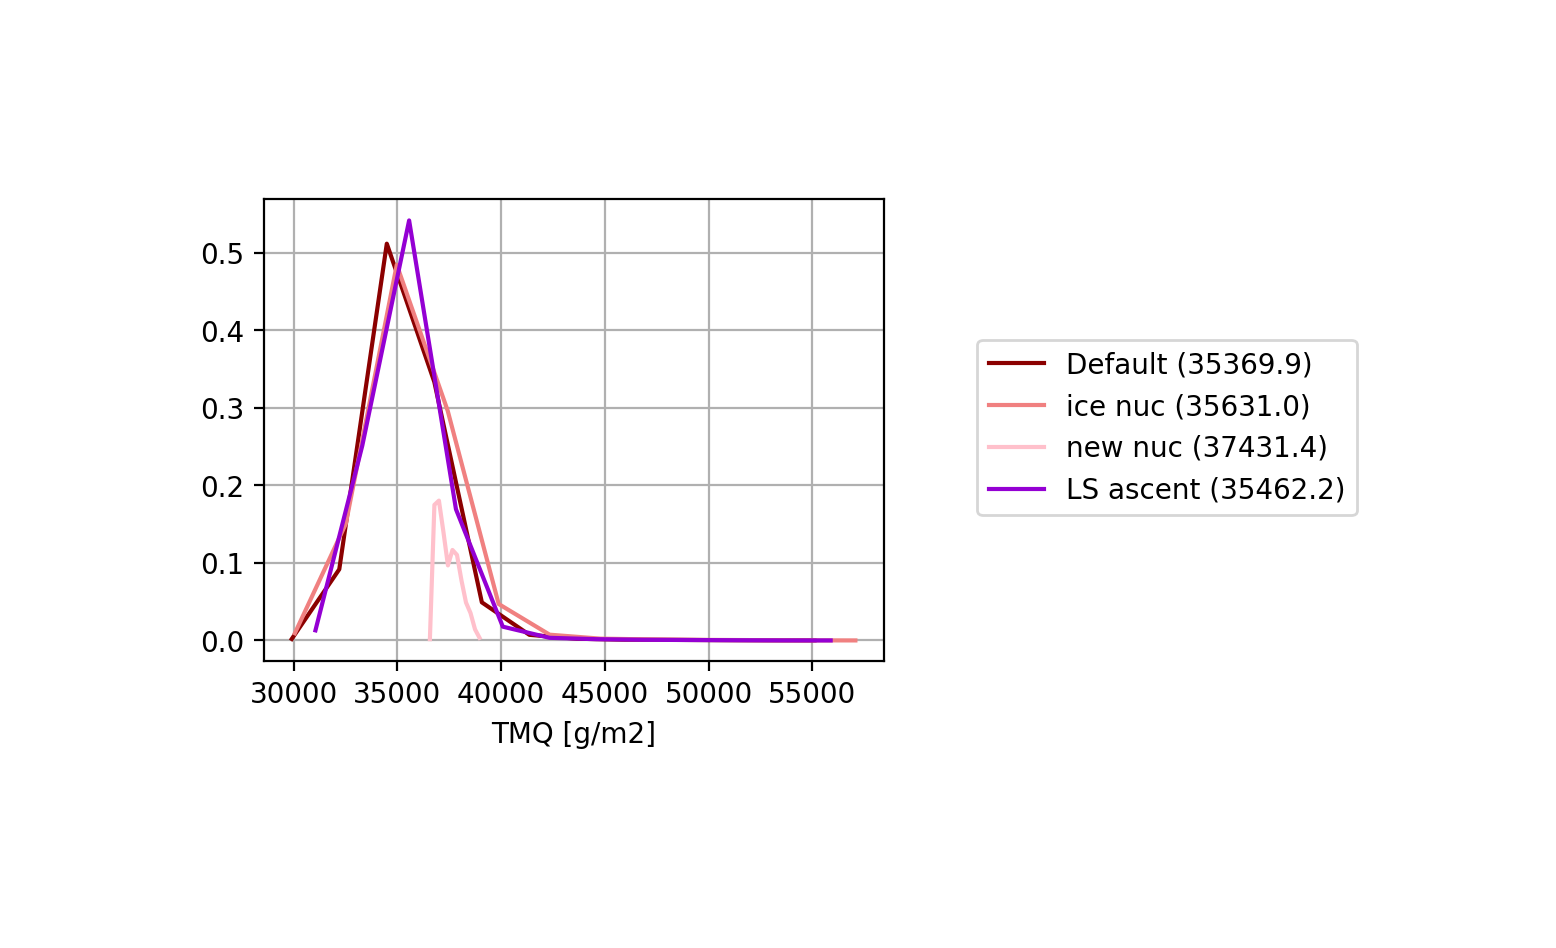 0.5
0.4
0.3
0.2
0.1
0.0
30000 35000 40000 45000 50000 55000
TMQ [g/m2]
Default (35369.9)
ice nuc (35631.0)
new nuc (37431.4)
LS ascent (35462.2)